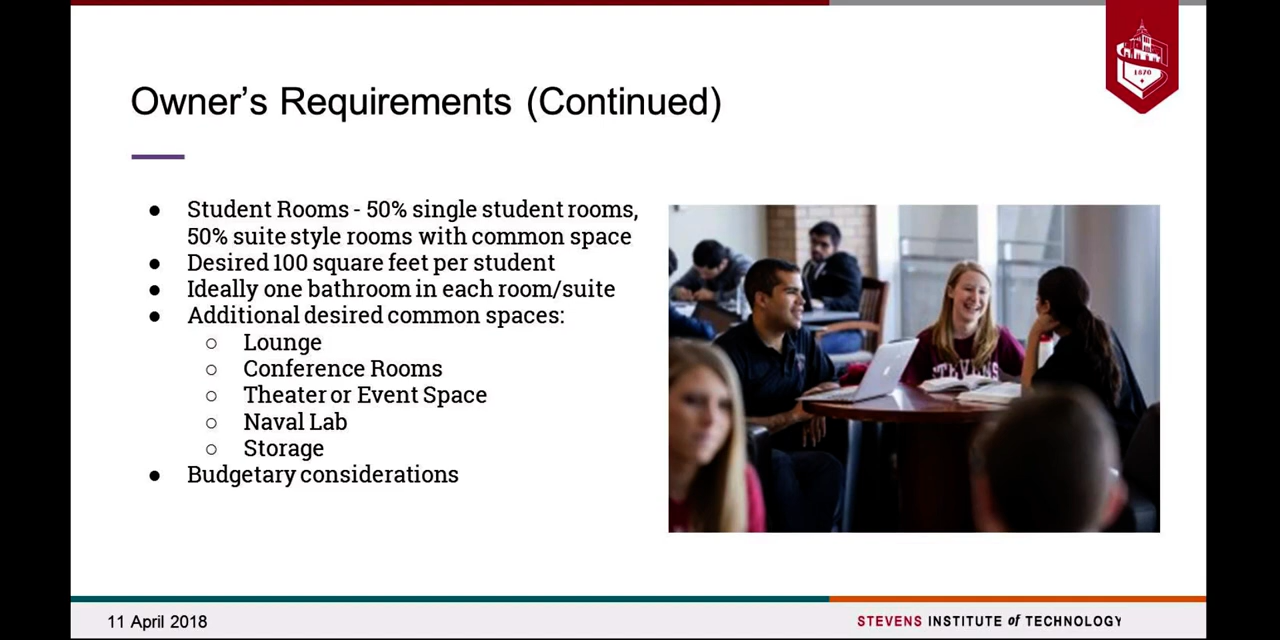 1870
Owner’s Requirements (Continued)
● Student Rooms - 50% single student rooms,
50% suite style rooms with common space
● Desired 100 square feet per student
● Ideally one bathroom in each room/suite
● Additional desired common spaces:
○ Lounge
○ Conference Rooms
○ Theater or Event Space
○ Naval Lab
○ Storage
● Budgetary considerations
STEVENS
11 April 2018
STEVENS INSTITUTE of TECHNOLOGY